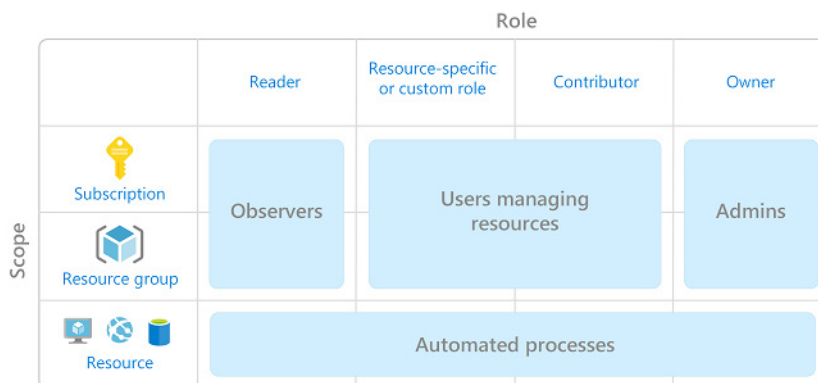 Role
Reader
Resource-specific
or custom role
Contributor
Owner
Scope
Subscription
Resource group
Resource
Observers
Users managing
resources
Admins
Automated processes